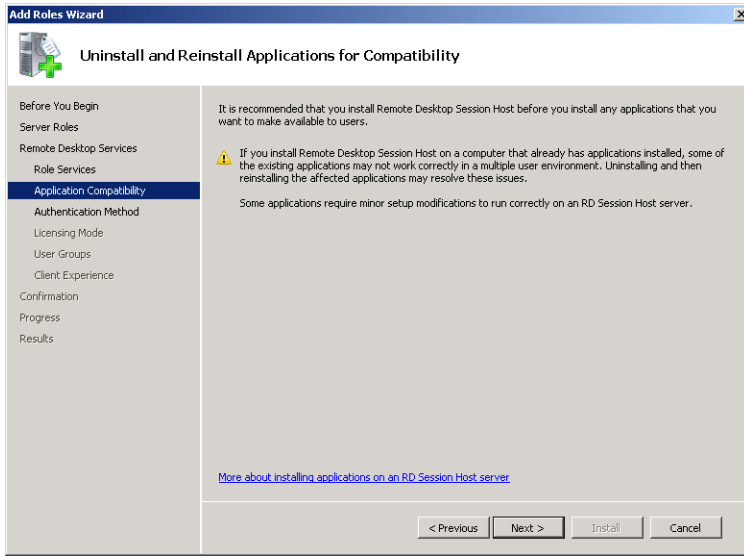 Add Roles Wizard
Uninstall and Reinstall Applications for Compatibility
Before You Begin
Server Roles
Remote Desktop Services
Role Services
Application Compatibility
Authentication Method
Licensing Mode
User Groups
Client Experience
Confirmation
Progress
Results
It is recommended that you install Remote Desktop Session Host before you install any applications that you
want to make available to users.
If you install Remote Desktop Session Host on a computer that already has applications installed, some of
the existing applications may not work correctly in a multiple user environment. Uninstalling and then
reinstalling the affected applications may resolve these issues.
Some applications require minor setup modifications to run correctly on an RD Session Host server.
More about installing applications on an RD Session Host server
< Previous
Next >
Install
Cancel